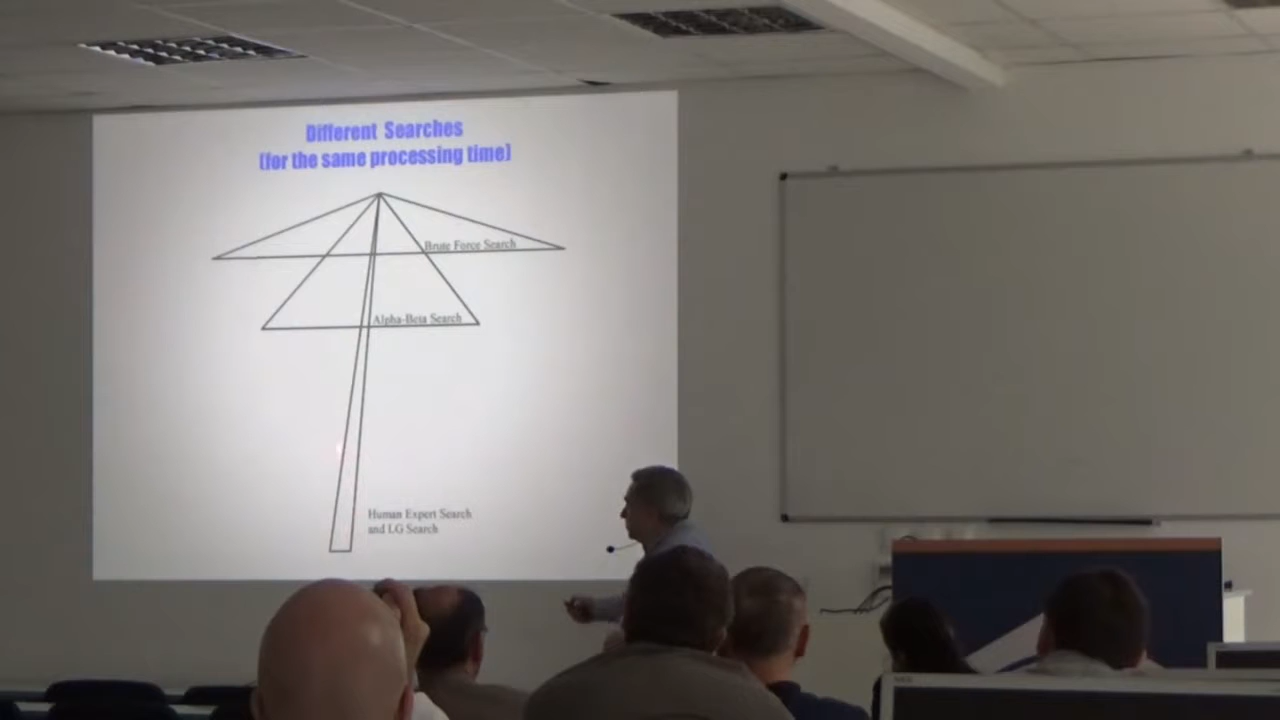 Different Searches
(for the same processing time)
Brute Force Search
Alpha-Beta Search
Human Expert Search
and LG Search
NEC